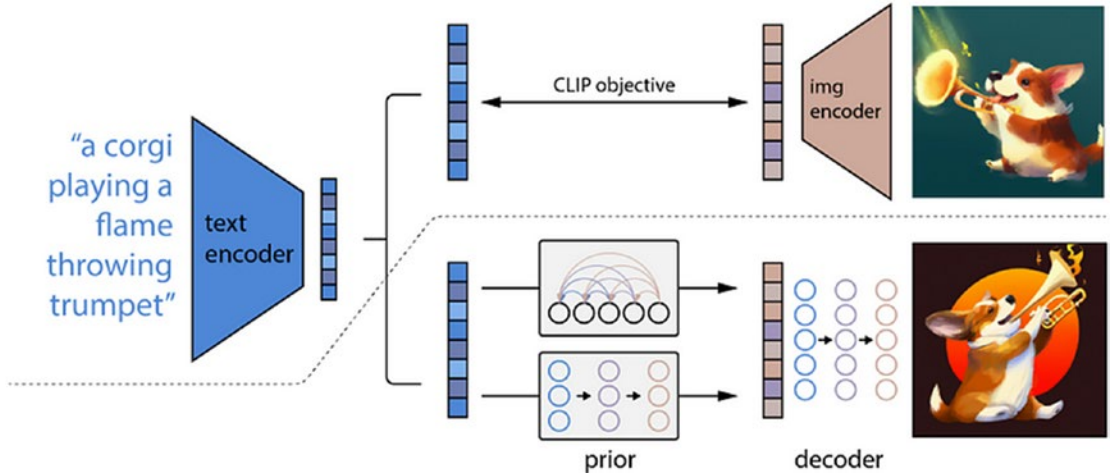 “a corgi
playing a
flame
throwing
trumpet”
text
encoder
CLIP objective
img
encoder
prior
decoder